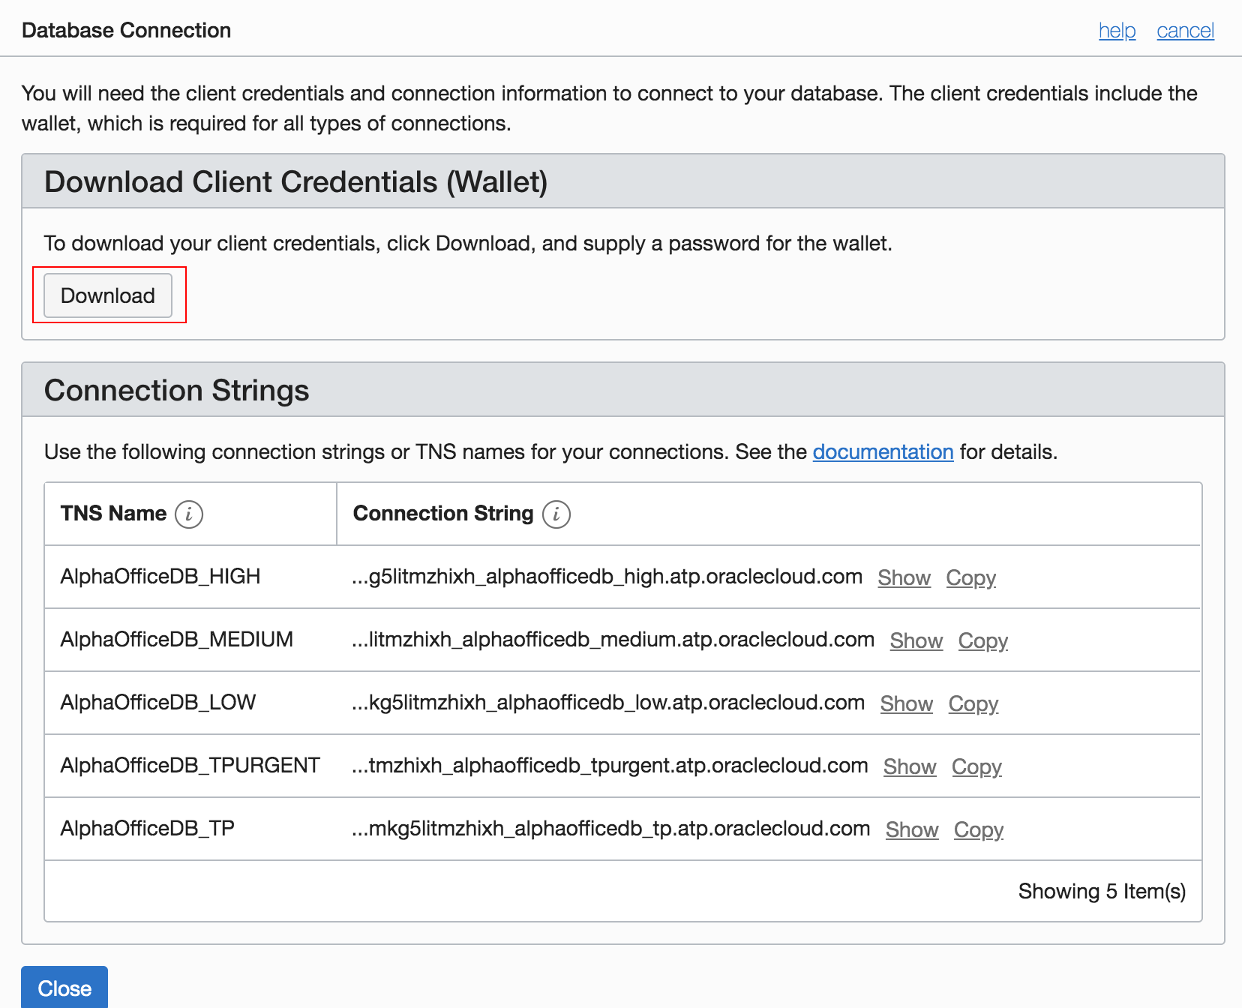 Database Connection
help cancel
You will need the client credentials and connection information to connect to your database. The client credentials include the
wallet, which is required for all types of connections.
Download Client Credentials (Wallet)
To download your client credentials, click Download, and supply a password for the wallet.
Download
Connection Strings
Use the following connection strings or TNS names for your connections. See the documentation for details.
TNS Name i Connection String i
AlphaOfficeDB_HIGH ...g5litmzhixh_alphaofficedb_high.atp.oraclecloud.com Show Copy
AlphaOfficeDB_MEDIUM ...litmzhixh_alphaofficedb_medium.atp.oraclecloud.com Show Copy
AlphaOfficeDB_LOW ...kg5litmzhixh_alphaofficedb_low.atp.oraclecloud.com Show Copy
AlphaOfficeDB_TPURGENT ...tmzhixh_alphaofficedb_tpurgent.atp.oraclecloud.com Show Copy
AlphaOfficeDB_TP ...mkg5litmzhixh_alphaofficedb_tp.atp.oraclecloud.com Show Copy
Showing 5 Item(s)
Close